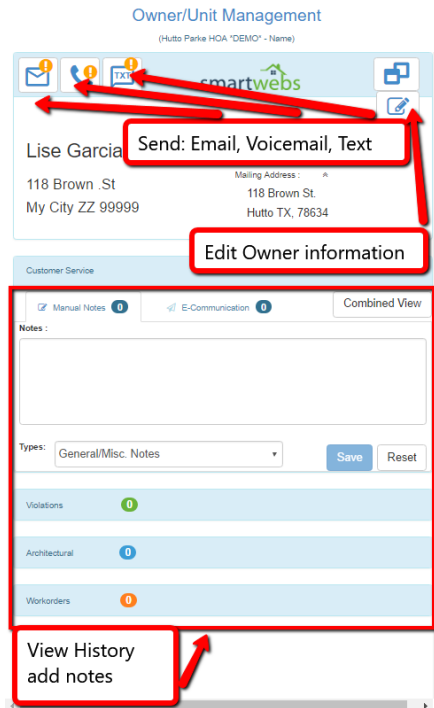 Owner/Unit Management
(Hutto Parke HOA *DEMO* - Name)
TXT
smartwebs
Send: Email, Voicemail, Text
Lise Garcia
118 Brown .St
My City ZZ 99999
Mailing Address :
118 Brown St.
Hutto TX, 78634
Edit Owner information
Customer Service
Manual Notes 0
E-Communication 0
Combined View
Notes :
Types:
General/Misc. Notes
Save
Reset
Violations 0
Architectural 0
Workorders 0
View History
add notes